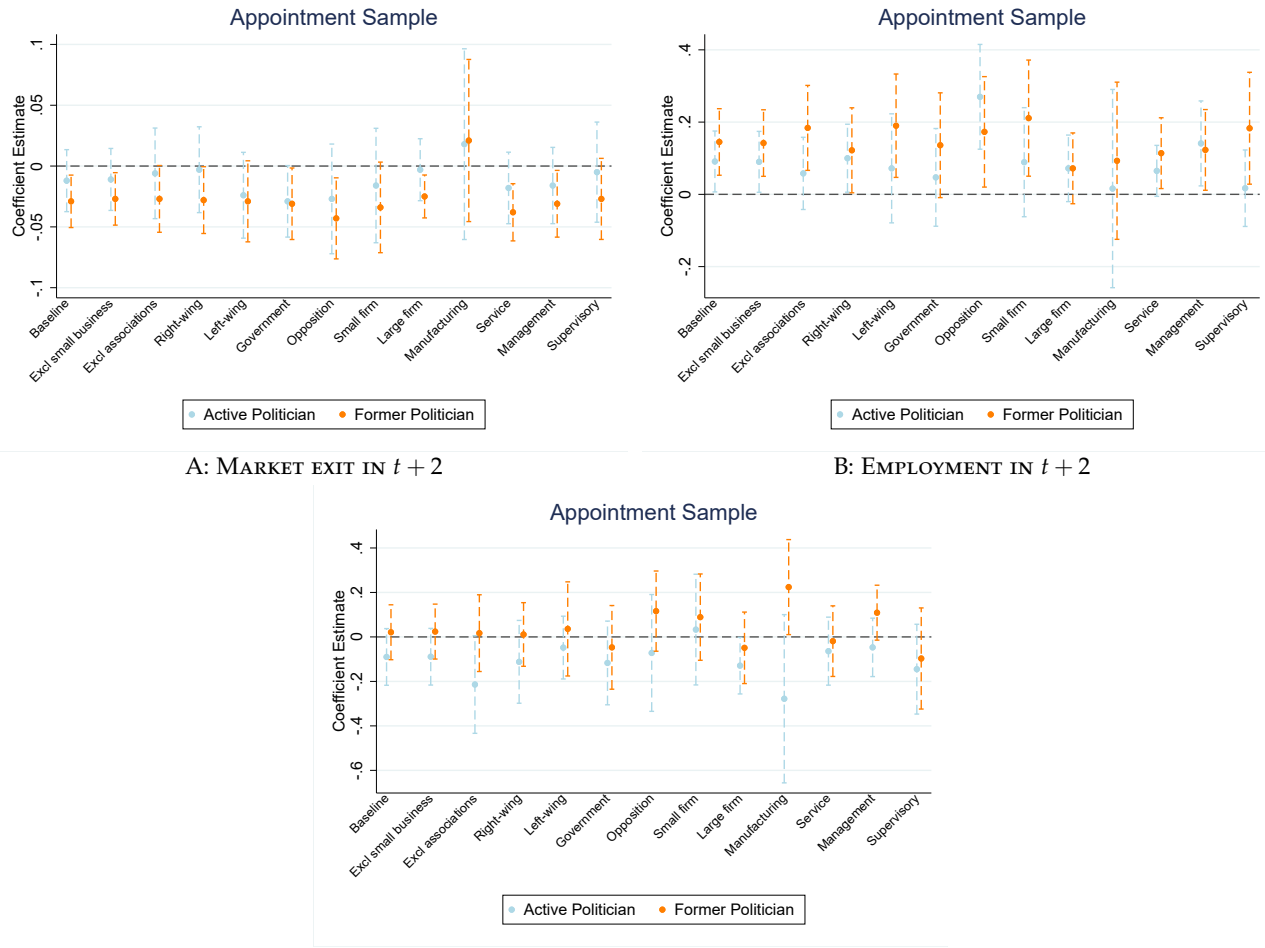 Appointment Sample
Coefficient Estimate
.1
.05
0
-.05
-.1
Baseline
Excl small business
Excl associations
Right-wing
Left-wing
Government
Opposition
Small firm
Large firm
Manufacturing
Service
Management
Supervisory
Active Politician Former Politician
A: Market exit in t + 2
Appointment Sample
Coefficient Estimate
.4
.2
0
-.2
Baseline
Excl small business
Excl associations
Right-wing
Left-wing
Government
Opposition
Small firm
Large firm
Manufacturing
Service
Management
Supervisory
Active Politician Former Politician
B: Employment in t + 2
Appointment Sample
Coefficient Estimate
.4
.2
0
-.2
-.4
-.6
Baseline
Excl small business
Excl associations
Right-wing
Left-wing
Government
Opposition
Small firm
Large firm
Manufacturing
Service
Management
Supervisory
Active Politician Former Politician